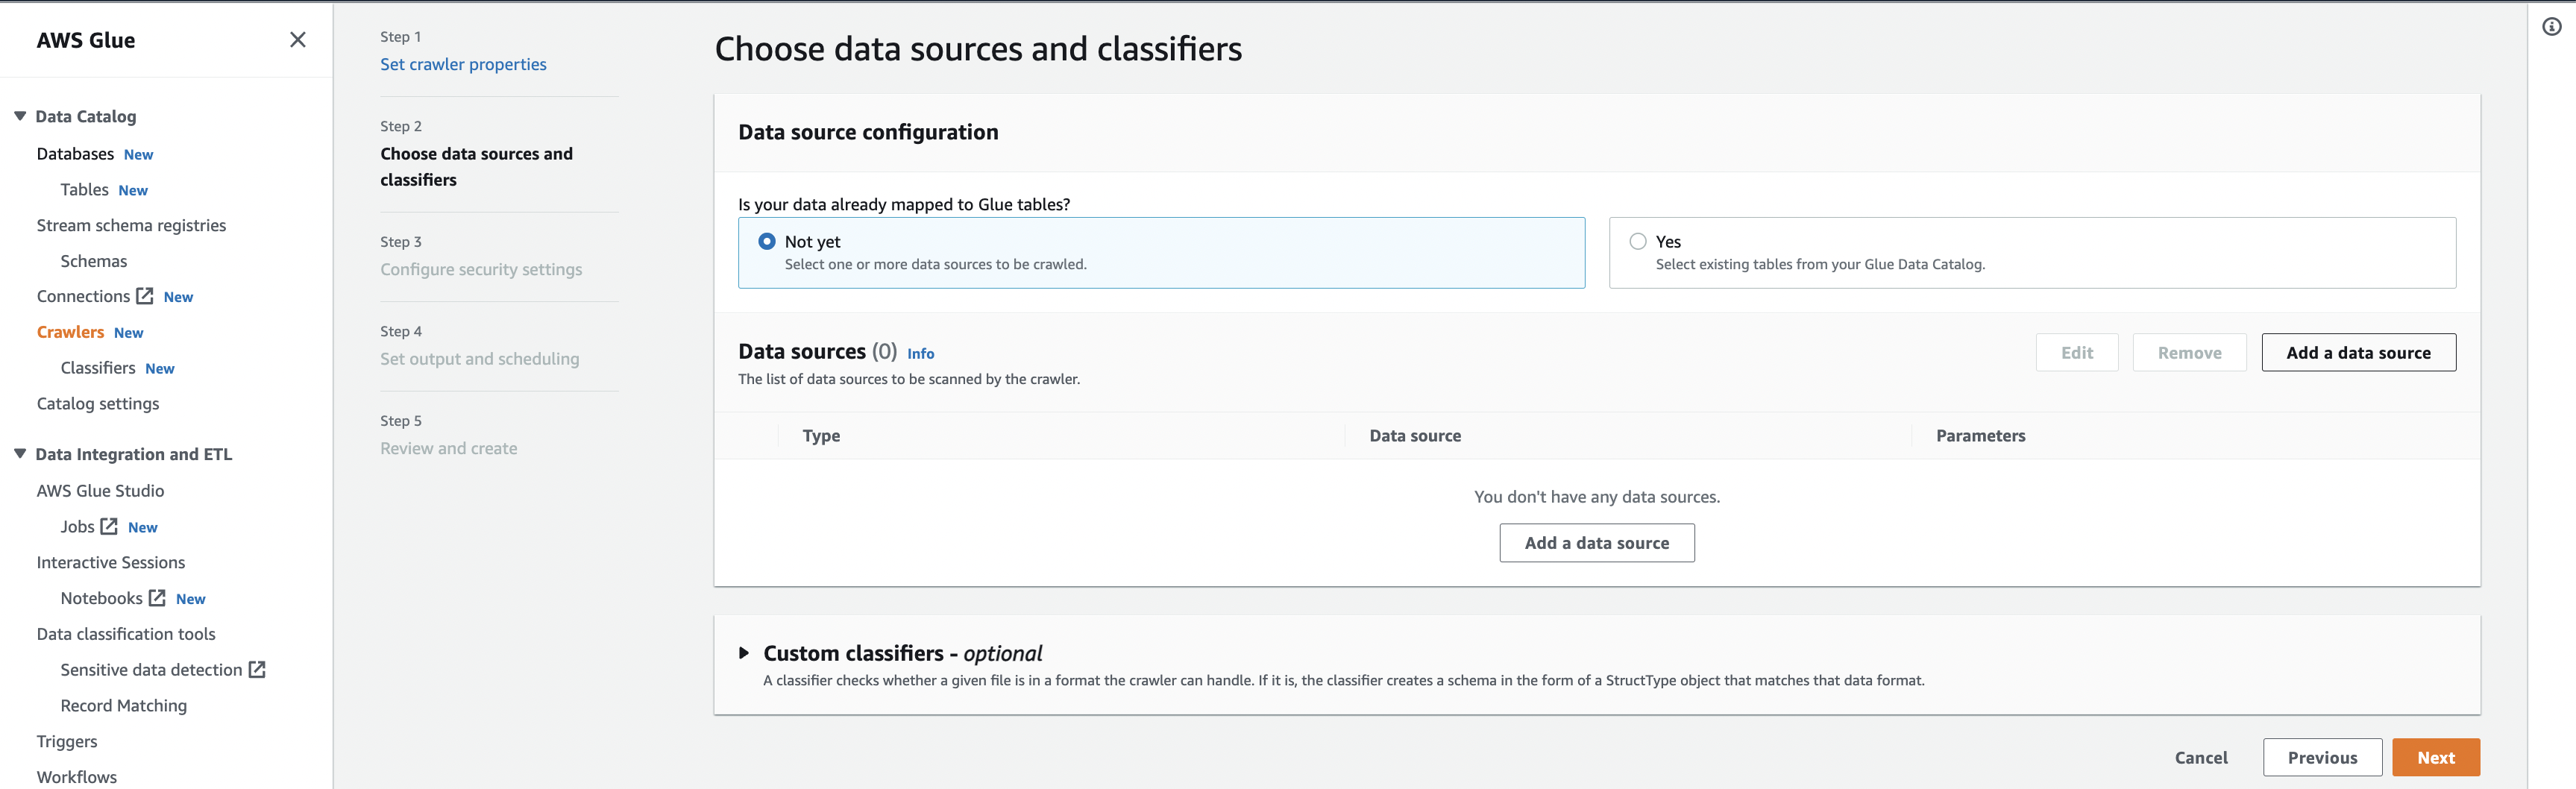 AWS Glue
Data Catalog
Databases New
Tables New
Stream schema registries
Schemas
Connections New
Crawlers New
Classifiers New
Catalog settings
Data Integration and ETL
AWS Glue Studio
Jobs New
Interactive Sessions
Notebooks New
Data classification tools
Sensitive data detection
Record Matching
Triggers
Workflows
Step 1
Set crawler properties
Step 2
Choose data sources and
classifiers
Step 3
Configure security settings
Step 4
Set output and scheduling
Step 5
Review and create
Choose data sources and classifiers
Data source configuration
Is your data already mapped to Glue tables?
Not yet
Select one or more data sources to be crawled.
Yes
Select existing tables from your Glue Data Catalog.
Data sources (0) Info
The list of data sources to be scanned by the crawler.
Edit
Remove
Add a data source
Type Data source Parameters
You don't have any data sources.
Add a data source
Custom classifiers - optional
A classifier checks whether a given file is in a format the crawler can handle. If it is, the classifier creates a schema in the form of a StructType object that matches that data format.
Cancel
Previous
Next